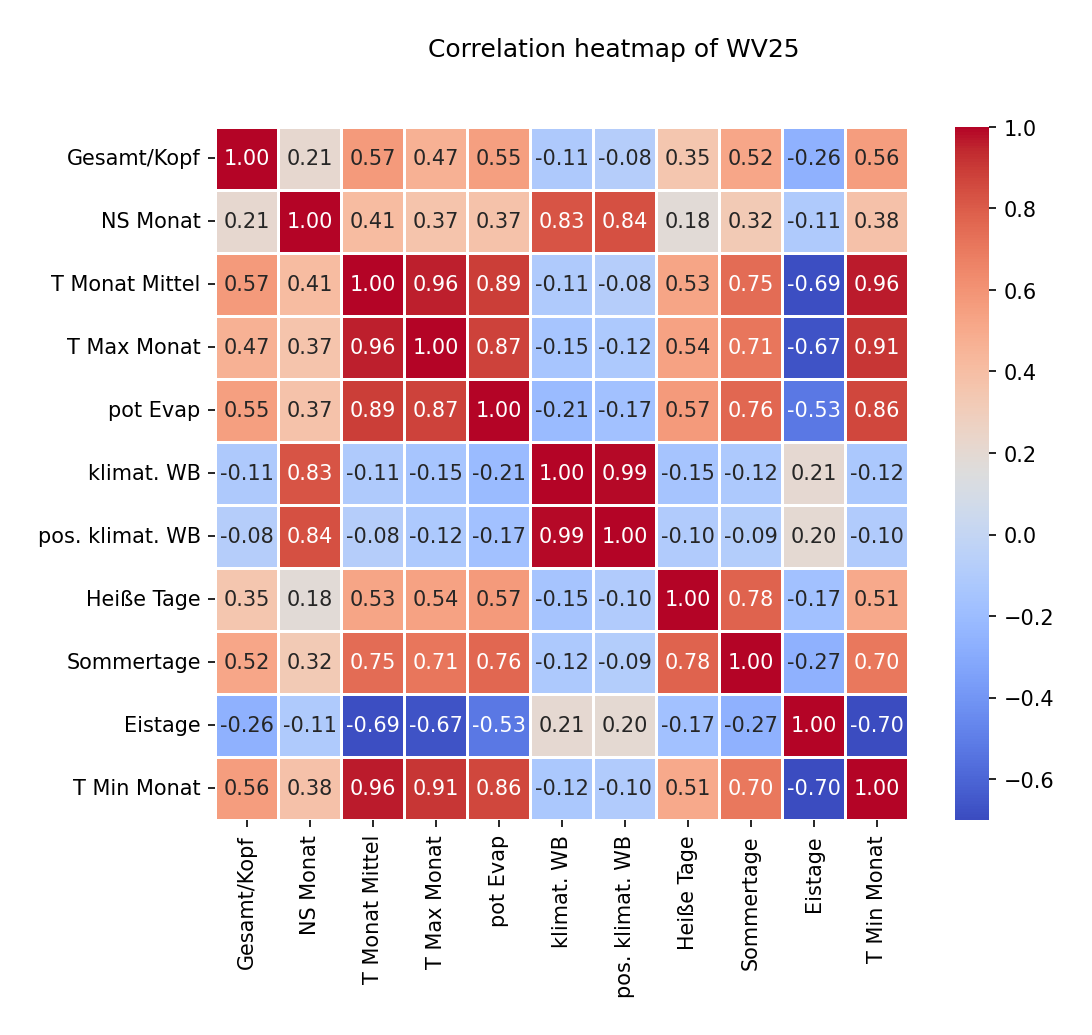 Correlation heatmap of WV25
Gesamt/Kopf 1.00 0.21 0.57 0.47 0.55 -0.11 -0.08 0.35 0.52 -0.26 0.56
NS Monat 0.21 1.00 0.41 0.37 0.37 0.83 0.84 0.18 0.32 -0.11 0.38
T Monat Mittel 0.57 0.41 1.00 0.96 0.89 -0.11 -0.08 0.53 0.75 -0.69 0.96
T Max Monat 0.47 0.37 0.96 1.00 0.87 -0.15 -0.12 0.54 0.71 -0.67 0.91
pot Evap 0.55 0.37 0.89 0.87 1.00 -0.21 -0.17 0.57 0.76 -0.53 0.86
klimat. WB -0.11 0.83 -0.11 -0.15 -0.21 1.00 0.99 -0.15 -0.12 0.21 -0.12
pos. klimat. WB -0.08 0.84 -0.08 -0.12 -0.17 0.99 1.00 -0.10 -0.09 0.20 -0.10
Heiße Tage 0.35 0.18 0.53 0.54 0.57 -0.15 -0.10 1.00 0.78 -0.17 0.51
Sommertage 0.52 0.32 0.75 0.71 0.76 -0.12 -0.09 0.78 1.00 -0.27 0.70
Eistage -0.26 -0.11 -0.69 -0.67 -0.53 0.21 0.20 -0.17 -0.27 1.00 -0.70
T Min Monat 0.56 0.38 0.96 0.91 0.86 -0.12 -0.10 0.51 0.70 -0.70 1.00
Gesamt/Kopf
NS Monat
T Monat Mittel
T Max Monat
pot Evap
klimat. WB
pos. klimat. WB
Heiße Tage
Sommertage
Eistage
T Min Monat
1.0
0.8
0.6
0.4
0.2
0.0
−0.2
−0.4
−0.6